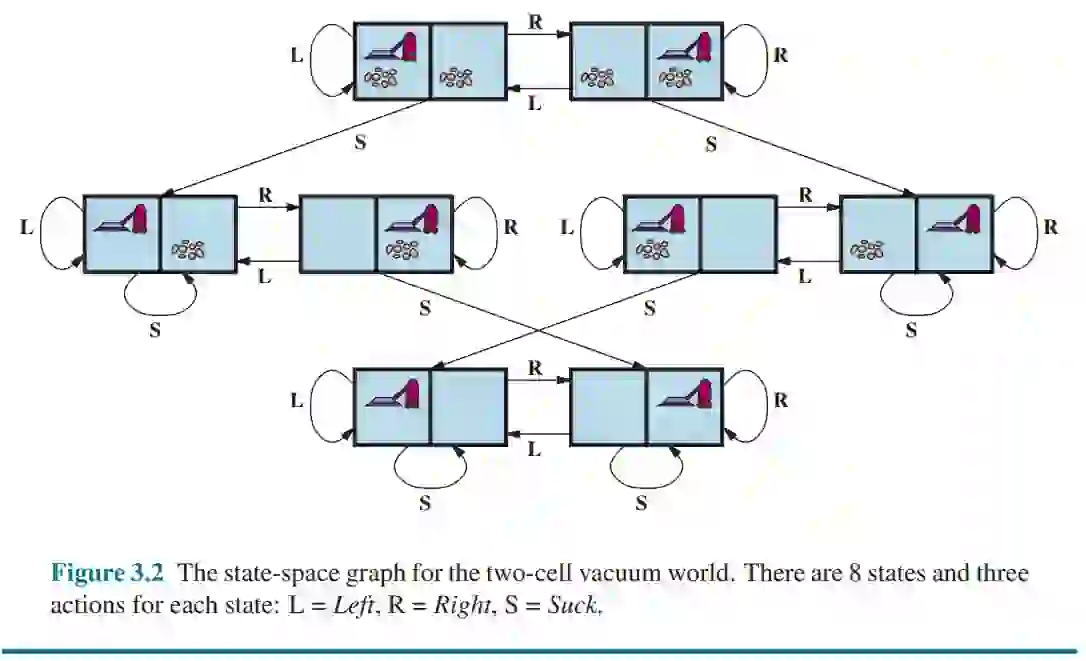 R
L R
L
S S
R R
L R L R
L L
S S
S S
R
L R
L
S S
Figure 3.2 The state-space graph for the two-cell vacuum world. There are 8 states and three
actions for each state: L = Left, R = Right, S = Suck.